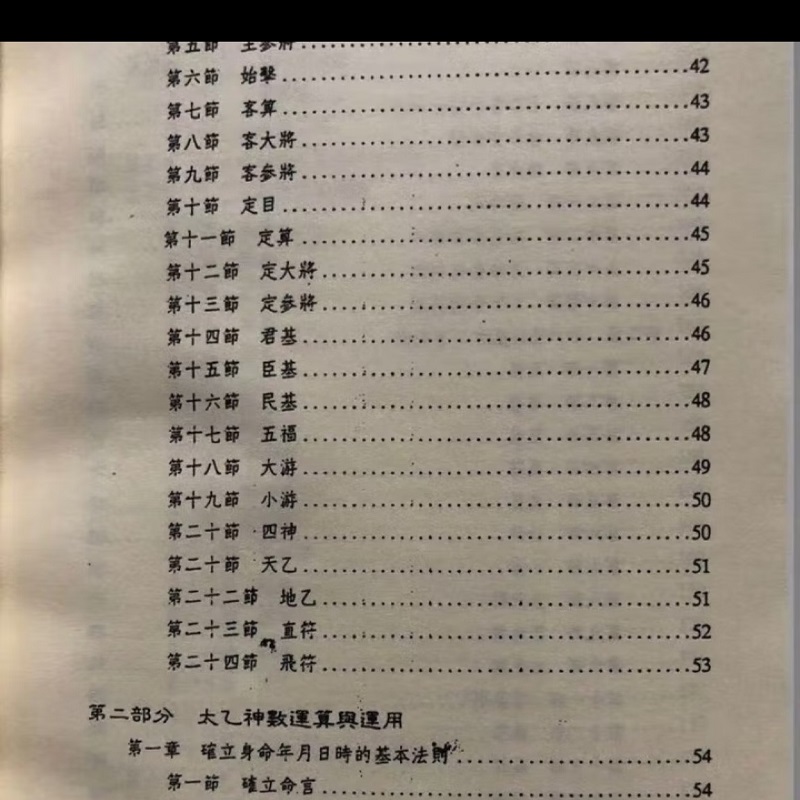 第五節 主參將........................................
第六節 始擊........................................42
第七節 客算........................................43
第八節 客大將........................................43
第九節 客參將........................................44
第十節 定目........................................44
第十一節 定算........................................45
第十二節 定大將........................................45
第十三節 定參將........................................46
第十四節 君基........................................46
第十五節 臣基........................................47
第十六節 民基........................................48
第十七節 五福........................................48
第十八節 大游........................................49
第十九節 小游........................................50
第二十節 四神........................................50
第二十節 天乙........................................51
第二十二節 地乙........................................51
第二十三節 直符........................................52
第二十四節 飛符........................................53
第二部分 太乙神數運算與運用
第一章 確立身命年月日時的基本法則........................54
第一節 確立命言........................................54